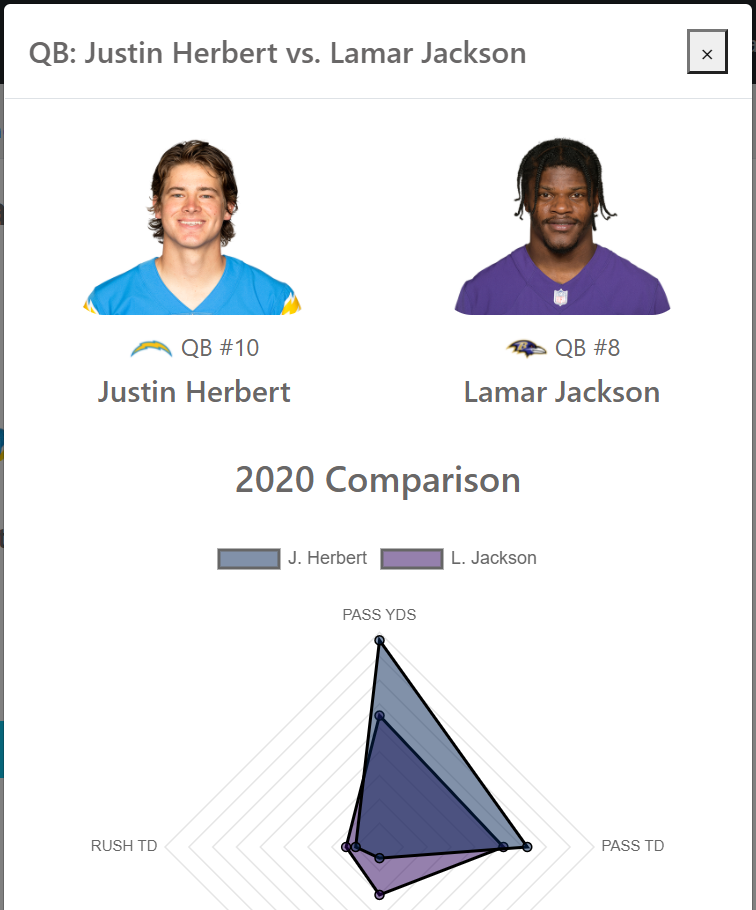 QB: Justin Herbert vs. Lamar Jackson
×
QB #10
QB #8
Justin Herbert
Lamar Jackson
2020 Comparison
J. Herbert
L. Jackson
PASS YDS
RUSH TD
PASS TD